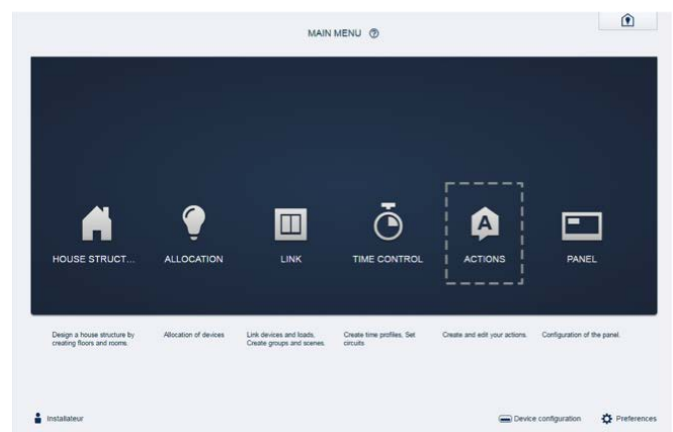 MAIN MENU ?
HOUSE STRUCT... ALLOCATION LINK TIME CONTROL A ACTIONS PANEL
Design a house structure by Allocation of devices Link devices and loads, Create time profiles, Set Create and edit your actions. Configuration of the panel.
creating floors and rooms. Create groups and scenes. circuits
Installateur Device configuration Preferences